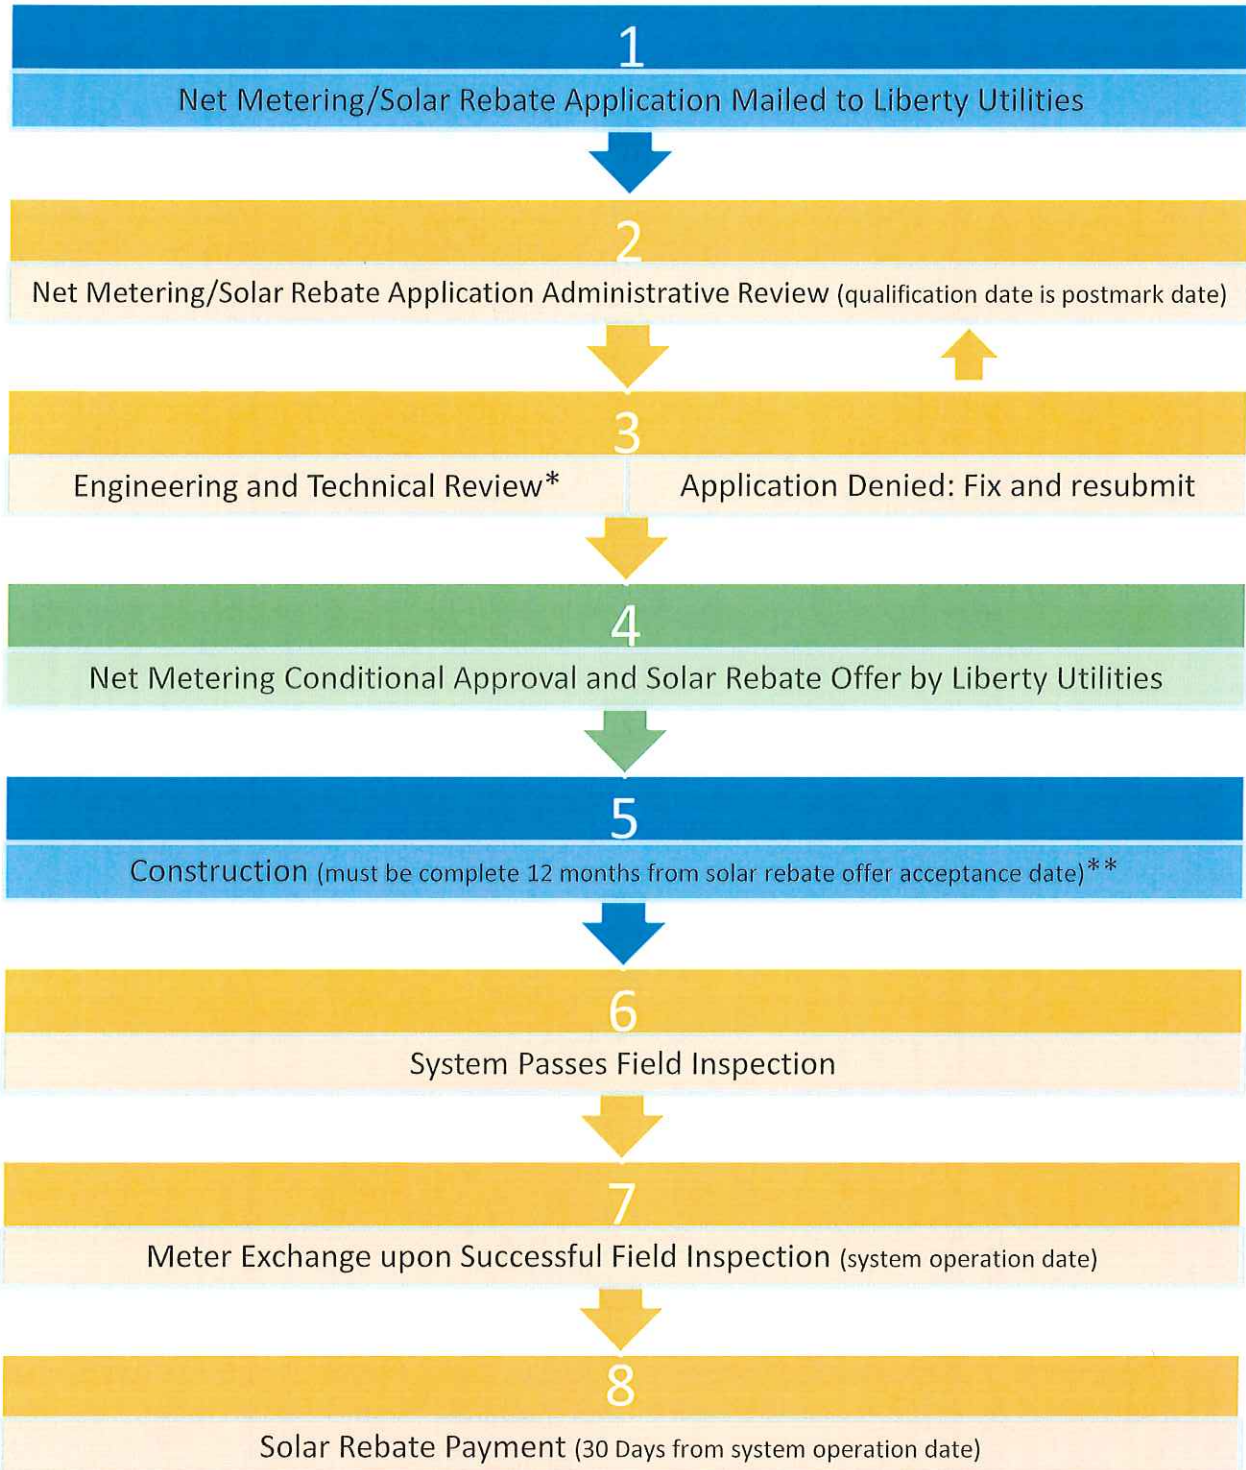 1
Net Metering/Solar Rebate Application Mailed to Liberty Utilities
2
Net Metering/Solar Rebate Application Administrative Review (qualification date is postmark date)
3
Engineering and Technical Review*
Application Denied: Fix and resubmit
4
Net Metering Conditional Approval and Solar Rebate Offer by Liberty Utilities
5
Construction (must be complete 12 months from solar rebate offer acceptance date)**
6
System Passes Field Inspection
7
Meter Exchange upon Successful Field Inspection (system operation date)
8
Solar Rebate Payment (30 Days from system operation date)